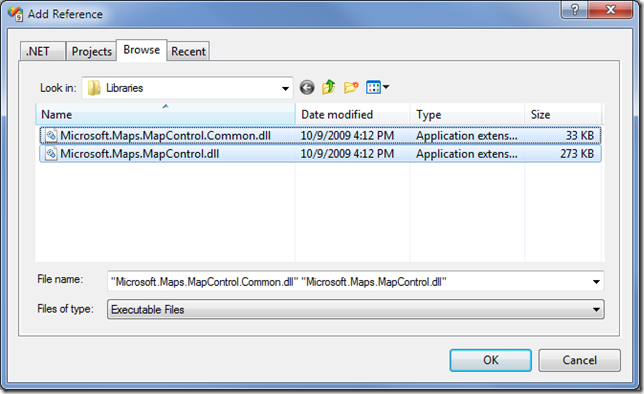 Add Reference
.NET Projects Browse Recent
Look in: Libraries
Name Date modified Type Size
Microsoft.Maps.MapControl.Common.dll 10/9/2009 4:12 PM Application extens... 33 KB
Microsoft.Maps.MapControl.dll 10/9/2009 4:12 PM Application extens... 273 KB
File name: "Microsoft.Maps.MapControl.Common.dll" "Microsoft.Maps.MapControl.dll"
Files of type: Executable Files
OK Cancel